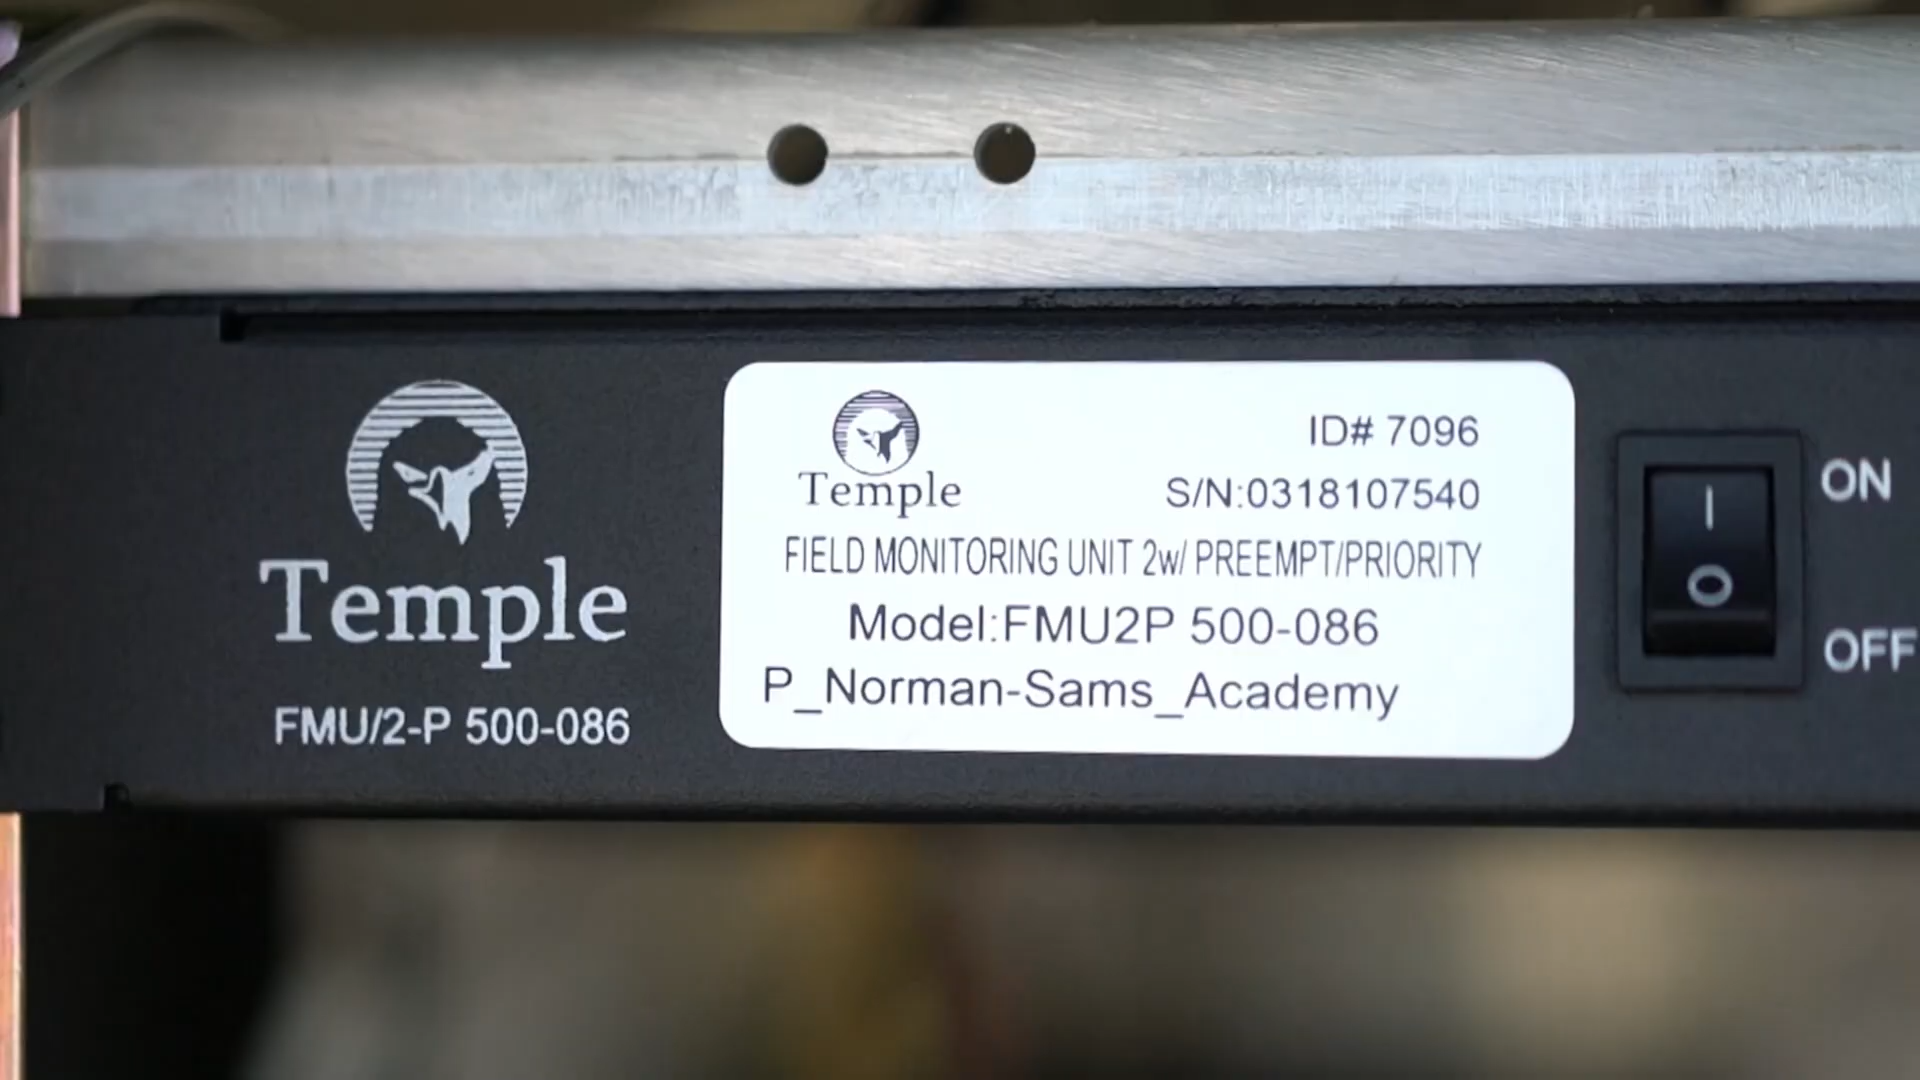 Temple
FMU/2-P 500-086
Temple
ID# 7096
S/N:0318107540
FIELD MONITORING UNIT 2w/ PREEMPT/PRIORITY
Model:FMU2P 500-086
P_Norman-Sams_Academy
I
O
ON
OFF